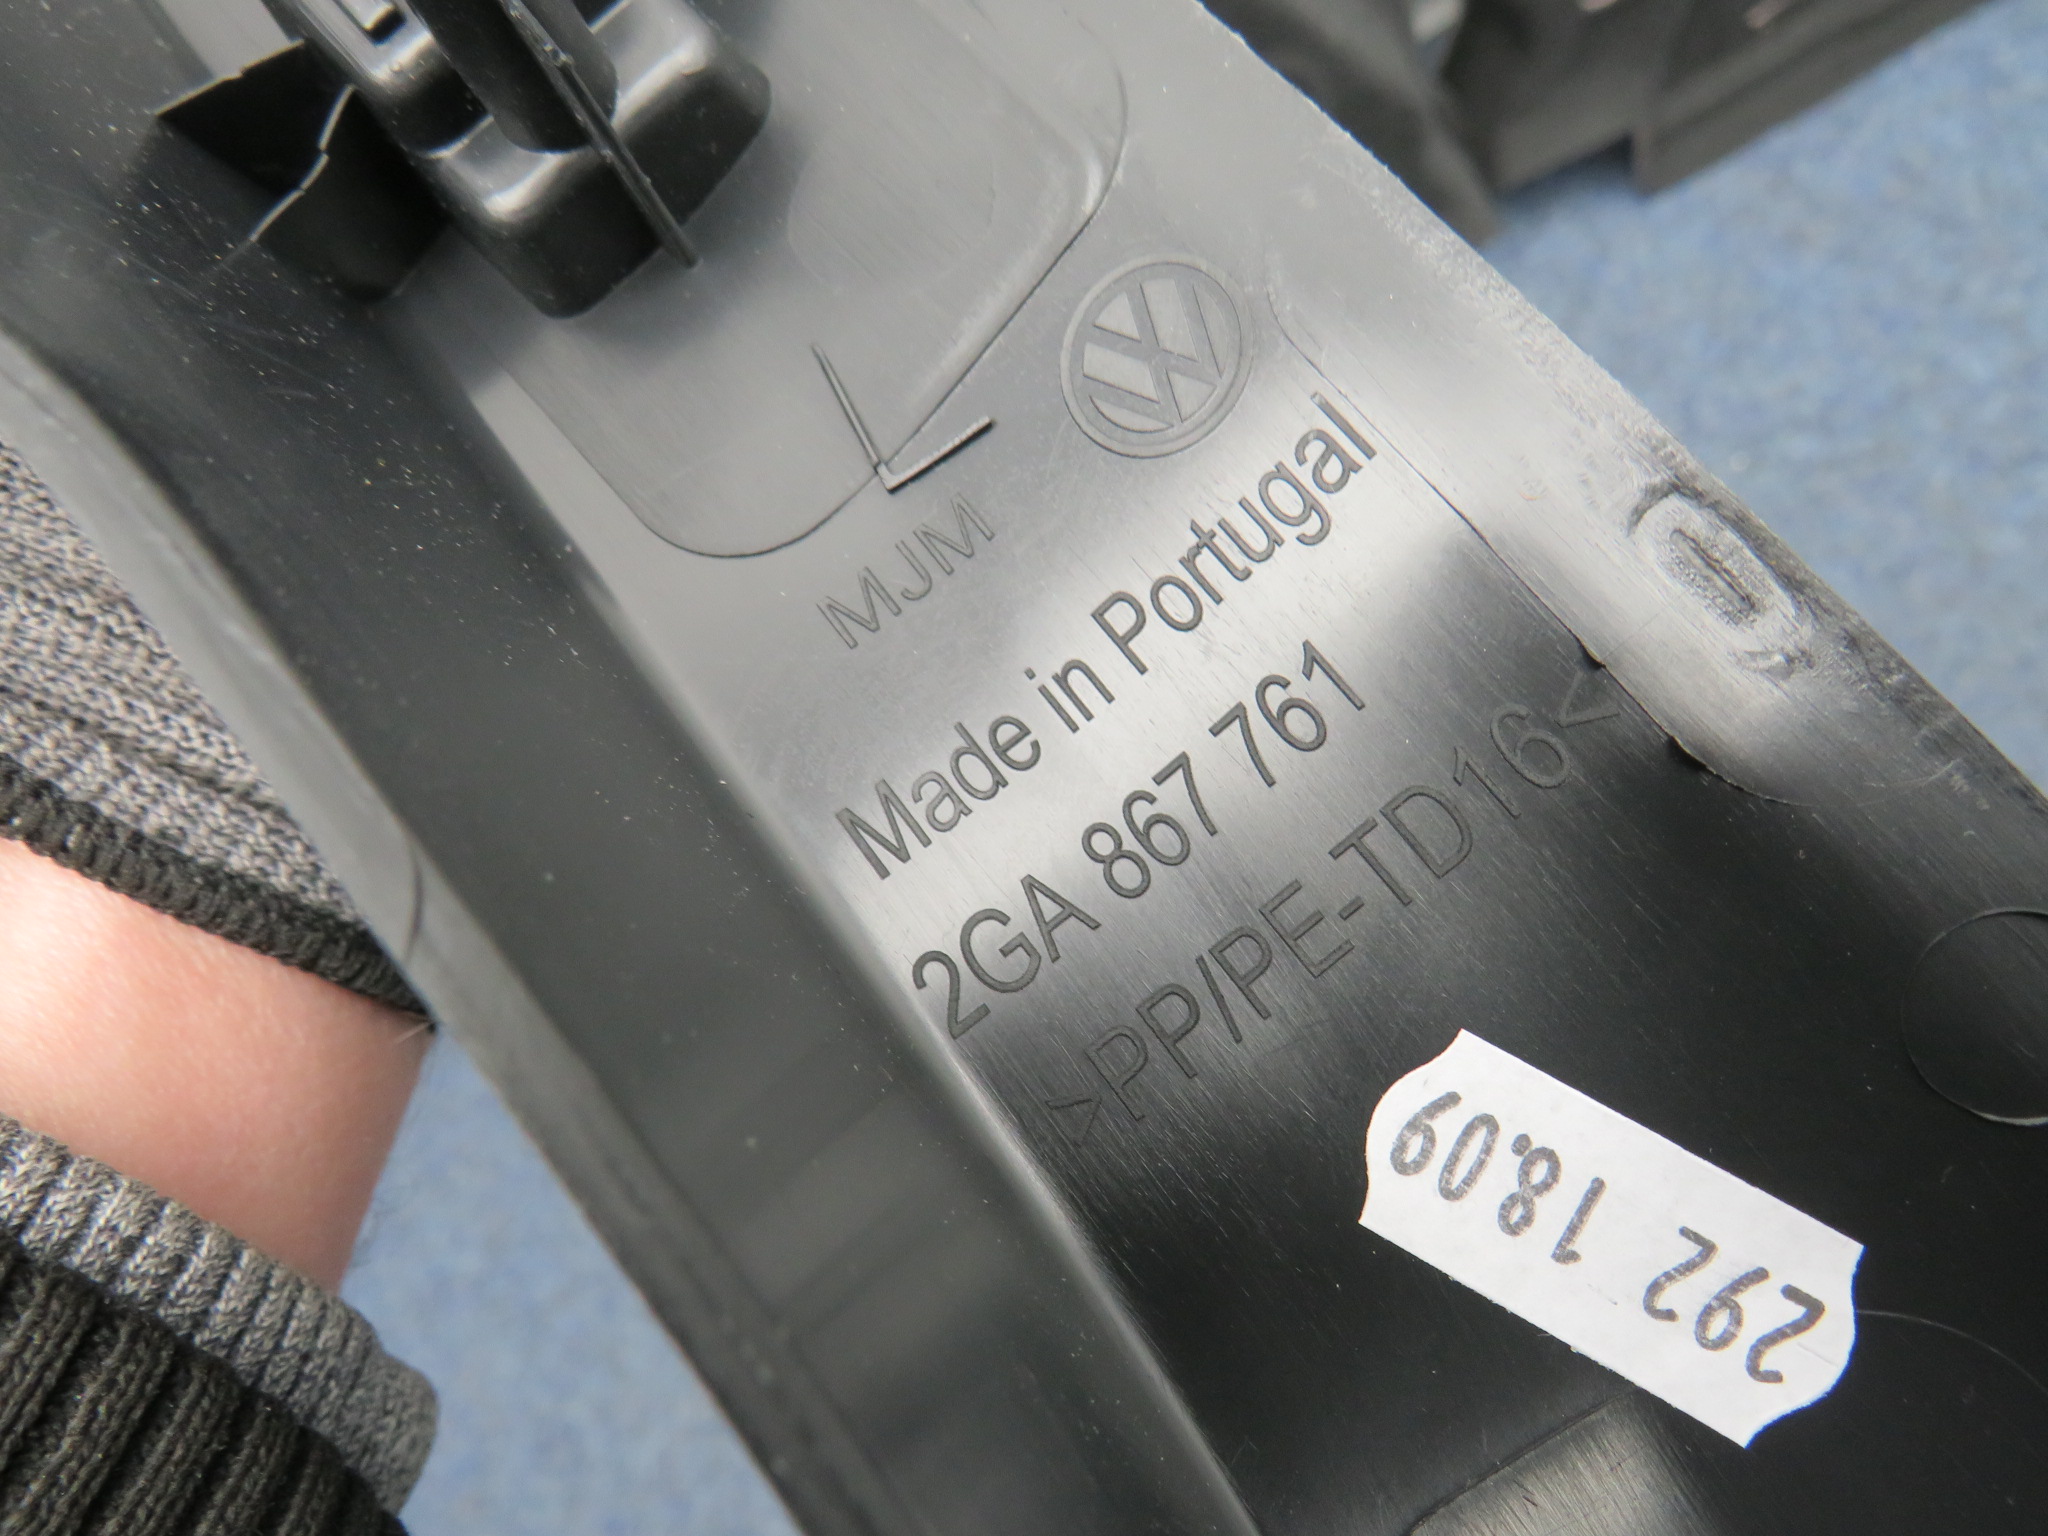 L
MJM
Made in Portugal
2GA 867 761
>PP/PE-TD16<
292 18.09